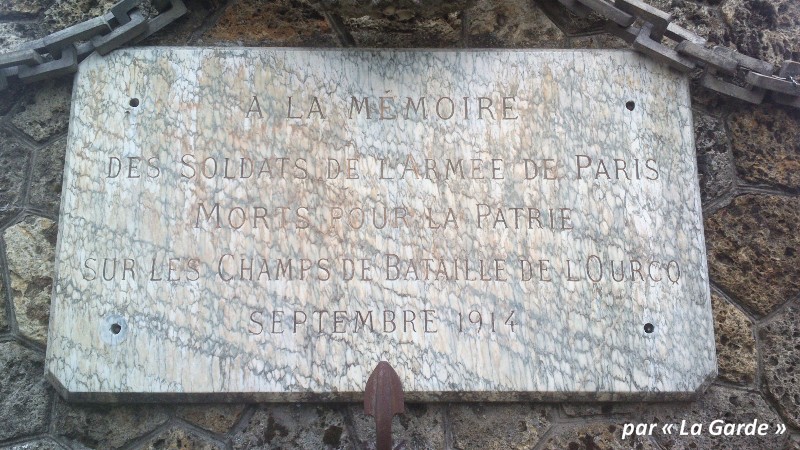 À LA MÉMOIRE
DES SOLDATS DE L'ARMÉE DE PARIS
MORTS POUR LA PATRIE
SUR LES CHAMPS DE BATAILLE DE L'OURCQ
SEPTEMBRE 1914
par « La Garde »